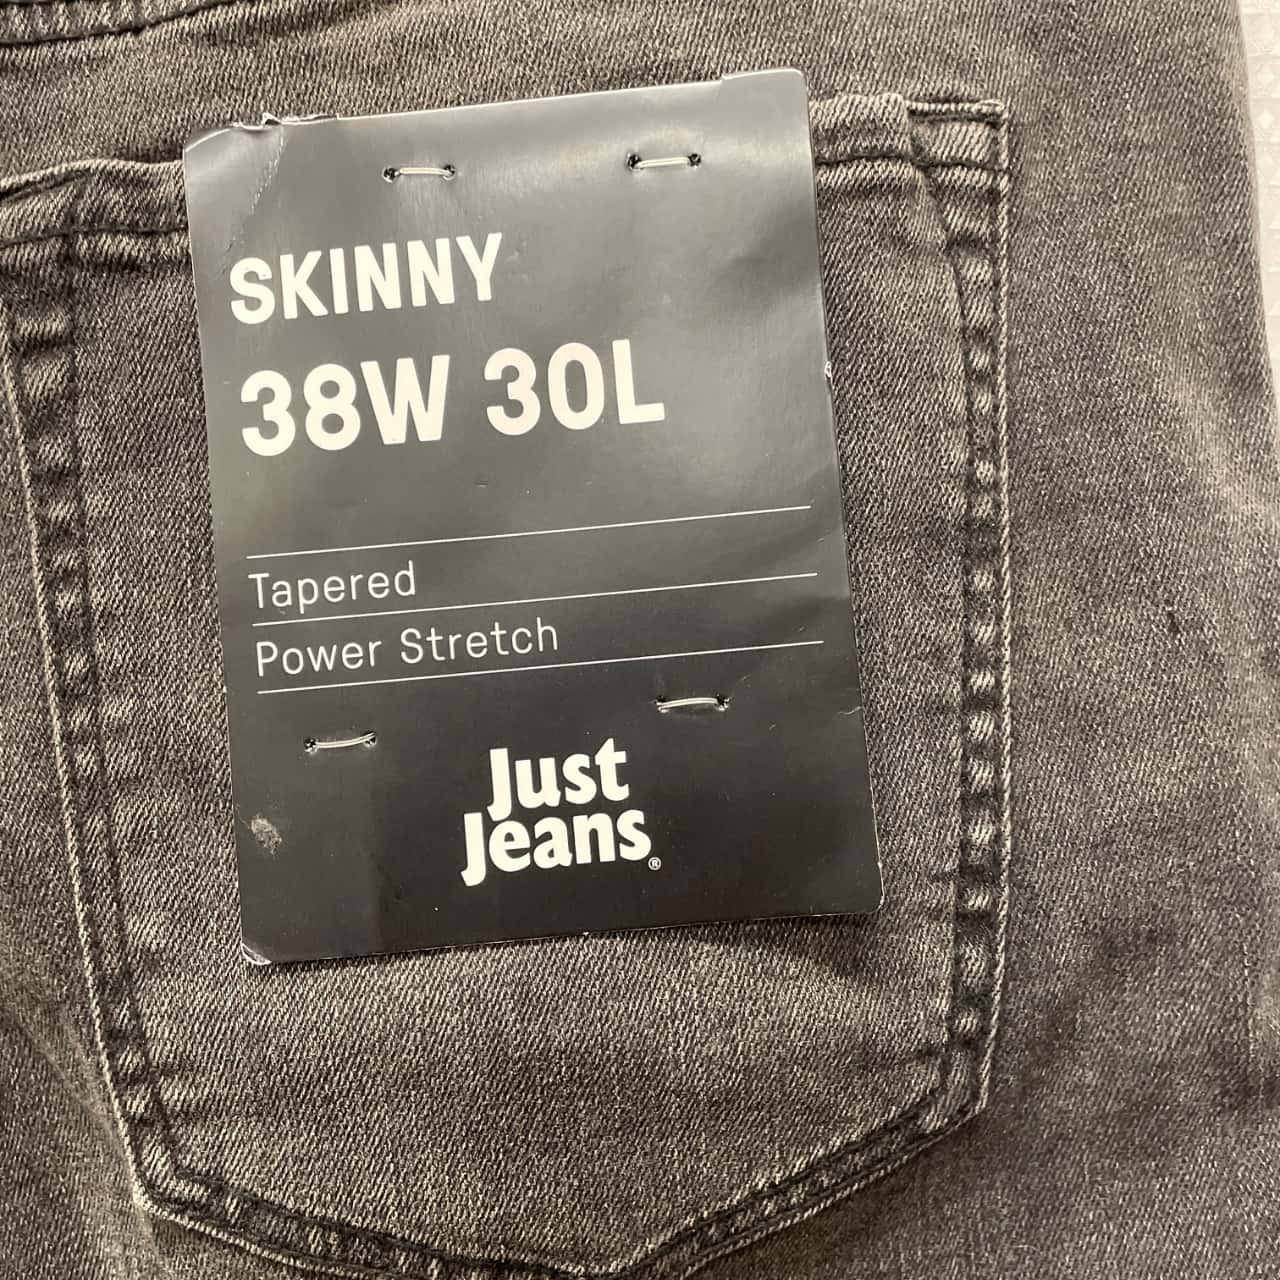 SKINNY
38W 30L
Tapered
Power Stretch
Just
Jeans®